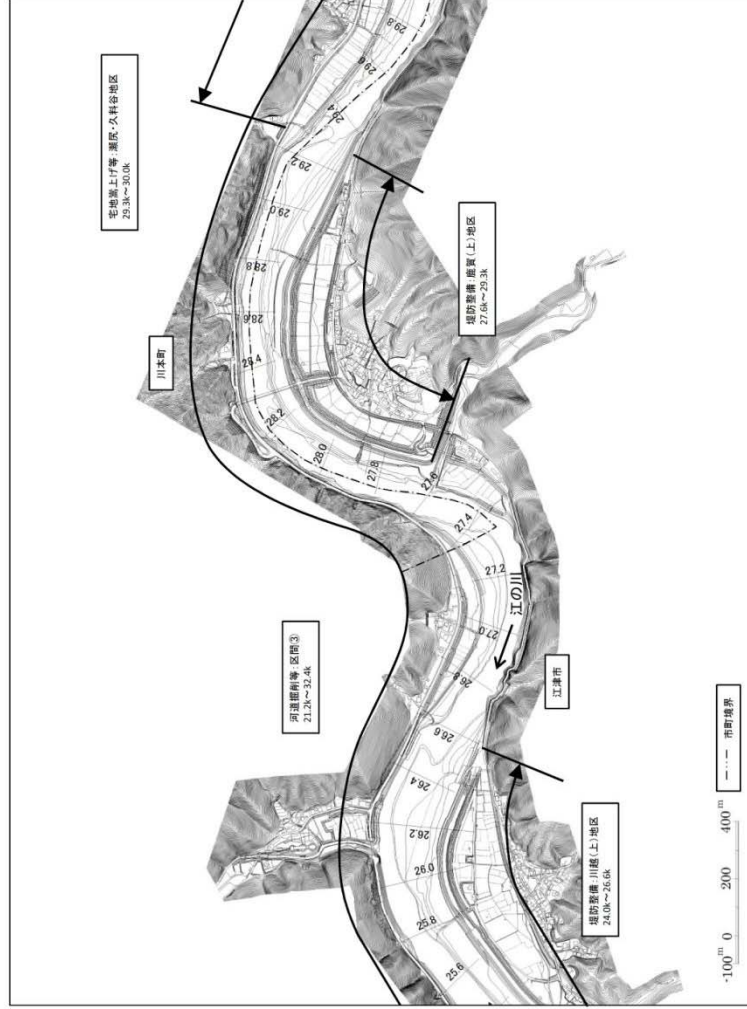 宅地嵩上げ等:瀬尻・久料谷地区
29.3k～30.0k
川本町
堤防整備:鹿賀(上)地区
27.6k～29.3k
河道掘削等:区間③
21.2k～32.4k
江の川
江津市
堤防整備:川越(上)地区
24.0k～26.6k
市町境界
-100m 0 200 400m
29.8
29.6
29.4
29.2
29.0
28.8
28.6
28.4
28.2
28.0
27.8
27.6
27.4
27.2
27.0
26.8
26.6
26.4
26.2
26.0
25.8
25.6